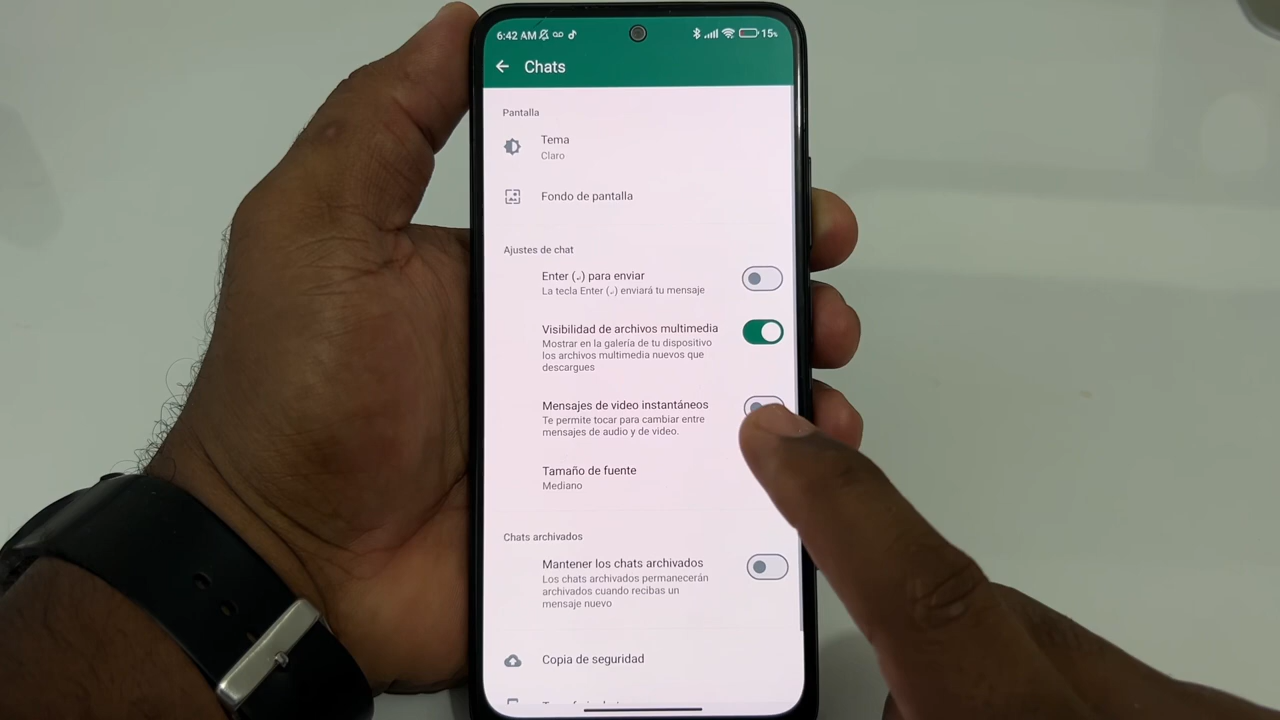 6:42 AM
15%
Chats
Pantalla
Tema
Claro
Fondo de pantalla
Ajustes de chat
Enter (⏎) para enviar
La tecla Enter (⏎) enviará tu mensaje
Visibilidad de archivos multimedia
Mostrar en la galería de tu dispositivo
los archivos multimedia nuevos que
descargues
Mensajes de video instantáneos
Te permite tocar para cambiar entre
mensajes de audio y de video.
Tamaño de fuente
Mediano
Chats archivados
Mantener los chats archivados
Los chats archivados permanecerán
archivados cuando recibas un
mensaje nuevo
Copia de seguridad